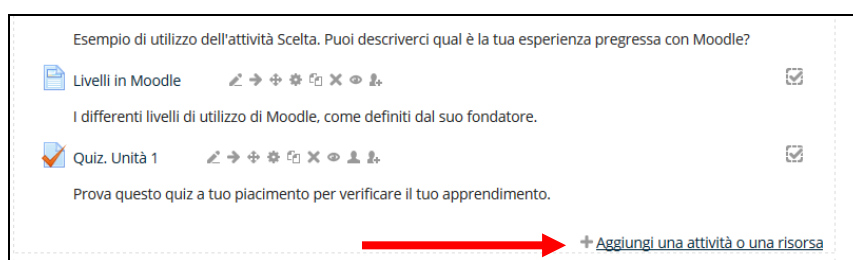 Esempio di utilizzo dell'attività Scelta. Puoi descriverci qual è la tua esperienza pregressa con Moodle?
Livelli in Moodle
I differenti livelli di utilizzo di Moodle, come definiti dal suo fondatore.
Quiz. Unità 1
Prova questo quiz a tuo piacimento per verificare il tuo apprendimento.
Aggiungi una attività o una risorsa